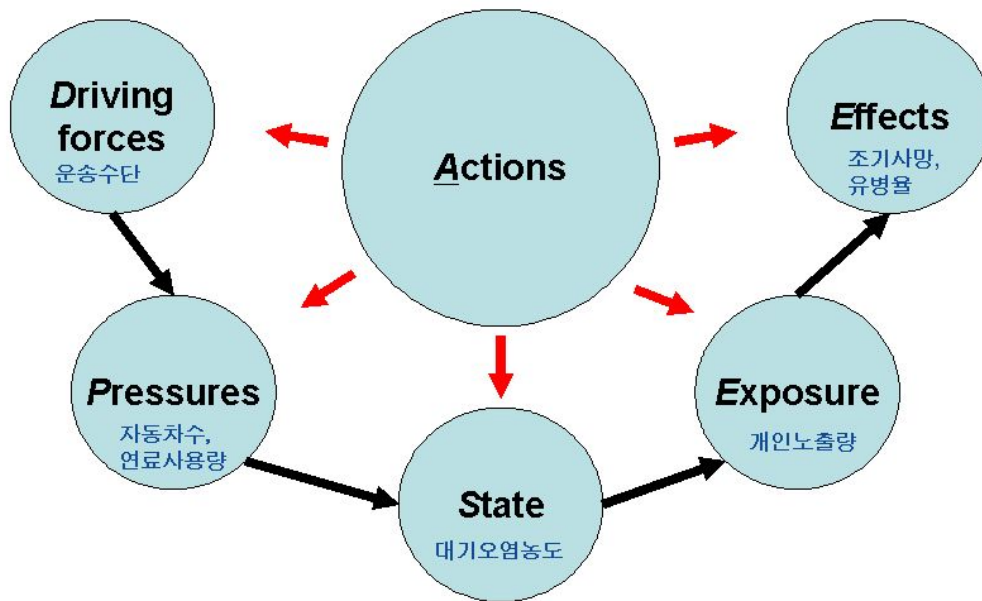 Driving
forces
운송수단
Actions
Effects
조기사망,
유병율
Pressures
자동차수,
연료사용량
State
대기오염농도
Exposure
개인노출량